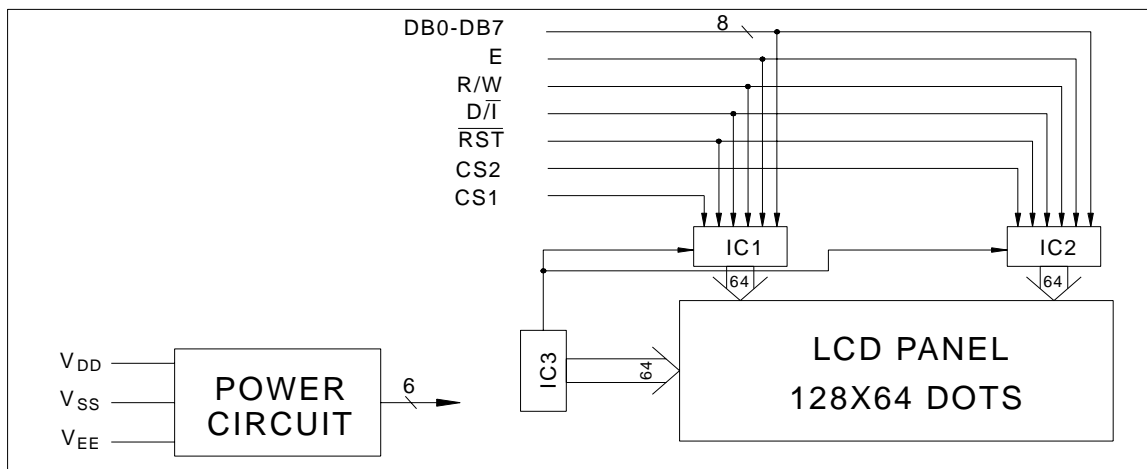 DB0-DB7
8
E
R/W
D/I̅
R̅S̅T̅
CS2
CS1
IC1
IC2
64
64
IC3
64
LCD PANEL
128X64 DOTS
VDD
VSS
VEE
POWER
CIRCUIT
6